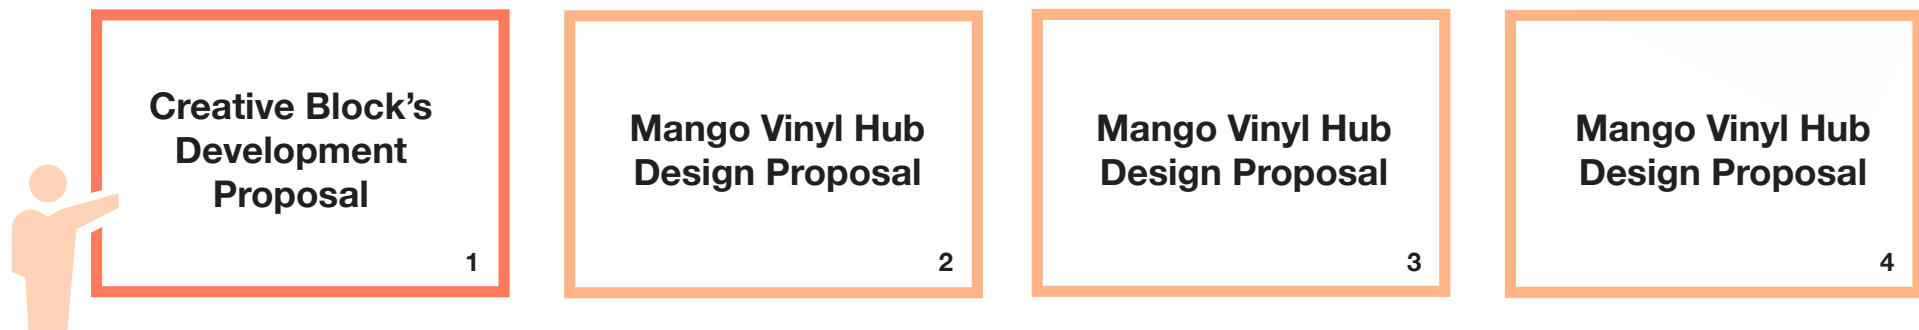 Creative Block’s
Development
Proposal
1
Mango Vinyl Hub
Design Proposal
2
Mango Vinyl Hub
Design Proposal
3
Mango Vinyl Hub
Design Proposal
4